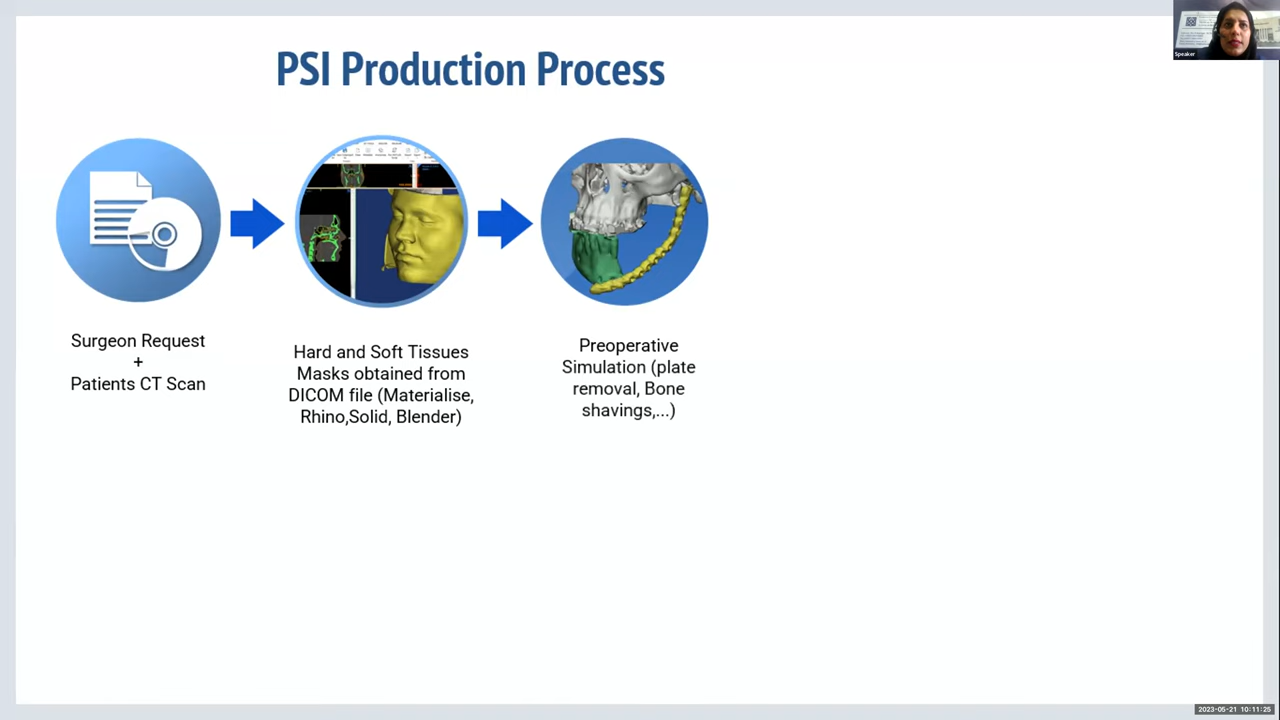 PSI Production Process
Speaker
Surgeon Request
+
Patients CT Scan
Hard and Soft Tissues
Masks obtained from
DICOM file (Materialise,
Rhino,Solid, Blender)
Preoperative
Simulation (plate
removal, Bone
shavings,...)
2023-05-21 10:11:25